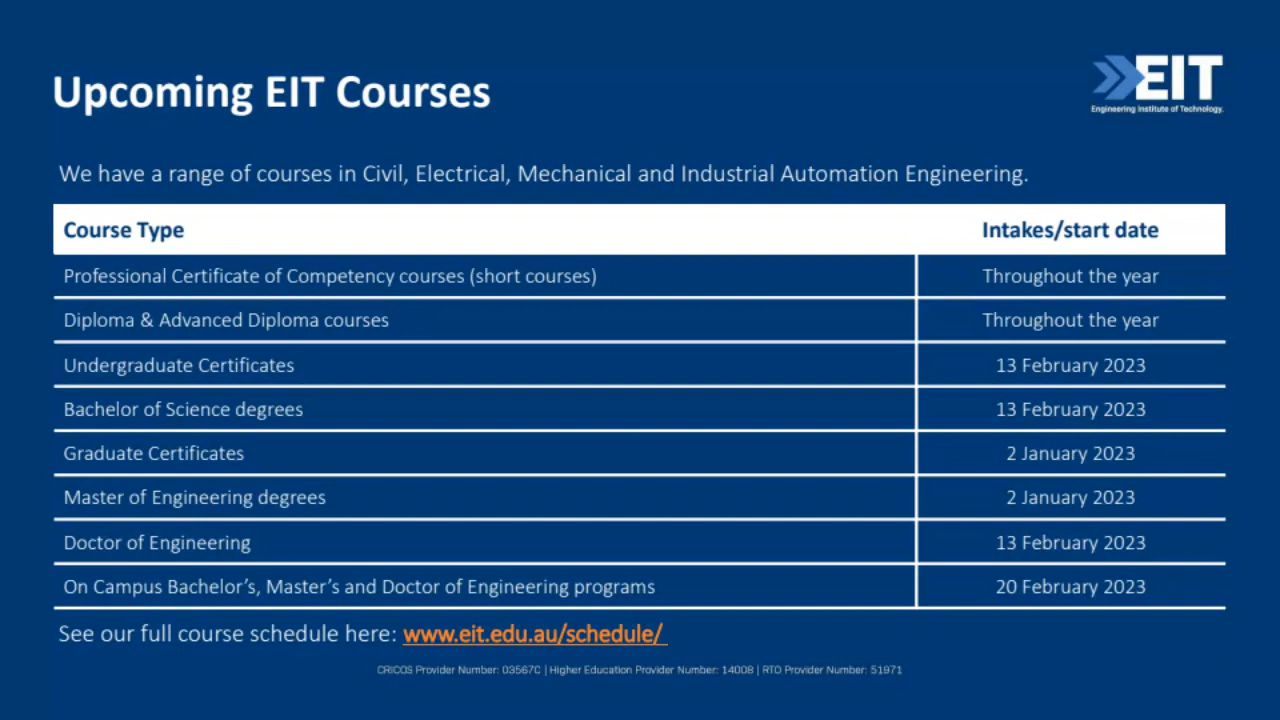 Upcoming EIT Courses
EIT
Engineering Institute of Technology.
We have a range of courses in Civil, Electrical, Mechanical and Industrial Automation Engineering.
Course Type Intakes/start date
Professional Certificate of Competency courses (short courses) Throughout the year
Diploma & Advanced Diploma courses Throughout the year
Undergraduate Certificates 13 February 2023
Bachelor of Science degrees 13 February 2023
Graduate Certificates 2 January 2023
Master of Engineering degrees 2 January 2023
Doctor of Engineering 13 February 2023
On Campus Bachelor’s, Master’s and Doctor of Engineering programs 20 February 2023
See our full course schedule here: www.eit.edu.au/schedule/
CRICOS Provider Number: 03567C | Higher Education Provider Number: 14008 | RTO Provider Number: 51971